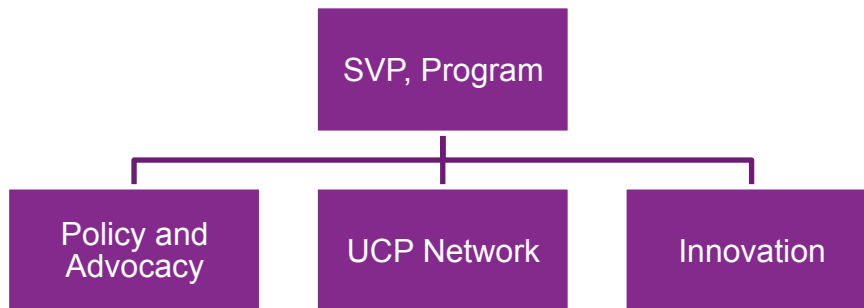 SVP, Program
Policy and
Advocacy
UCP Network
Innovation